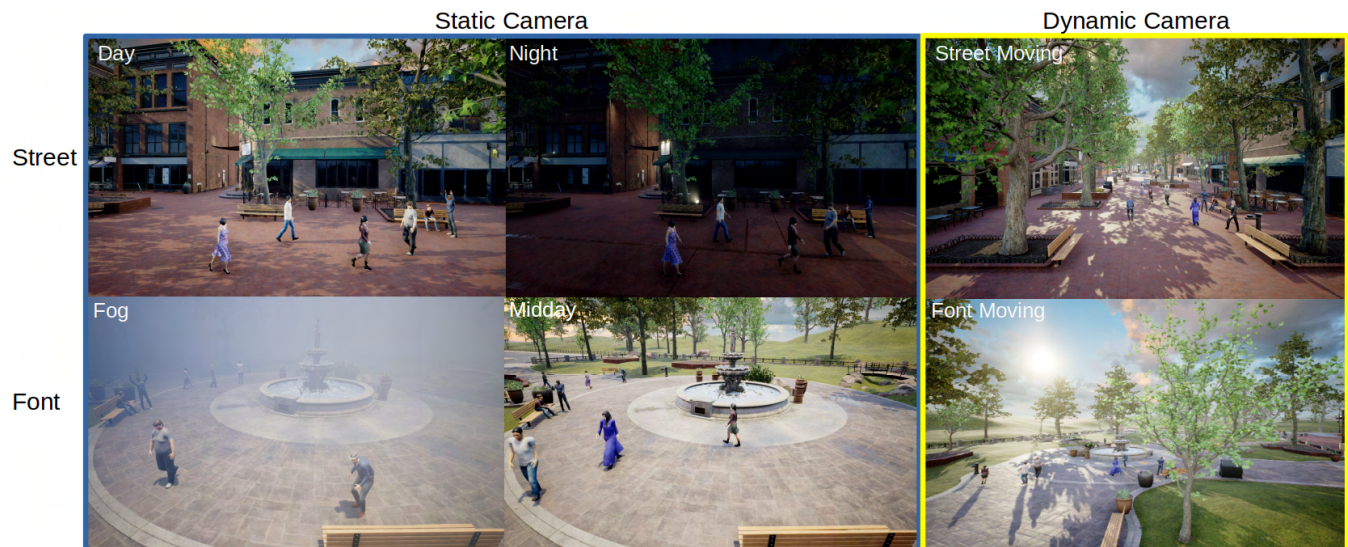 Static Camera
Dynamic Camera
Street
Day
Night
Street Moving
Font
Fog
Midday
Font Moving